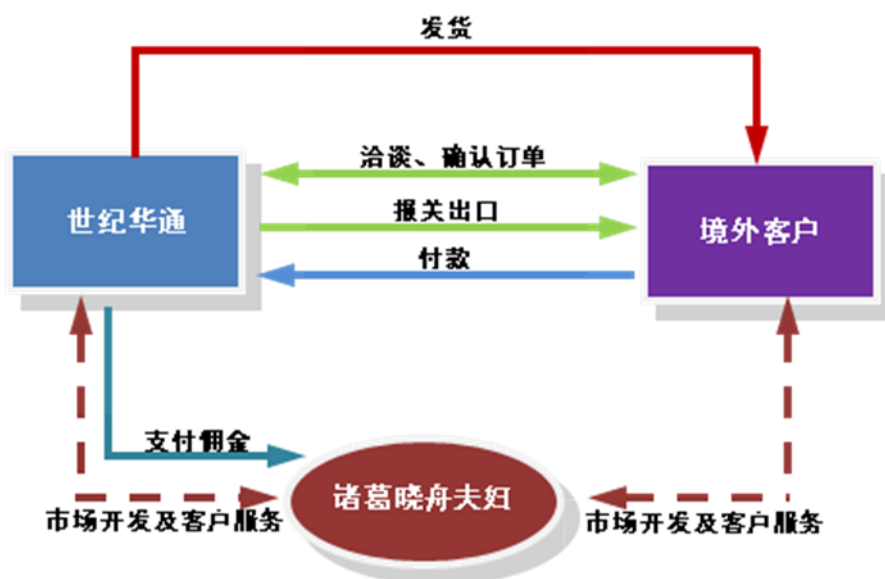 发货
洽谈、确认订单
世纪华通
报关出口
境外客户
付款
支付佣金
诸葛晓舟夫妇
市场开发及客户服务
市场开发及客户服务